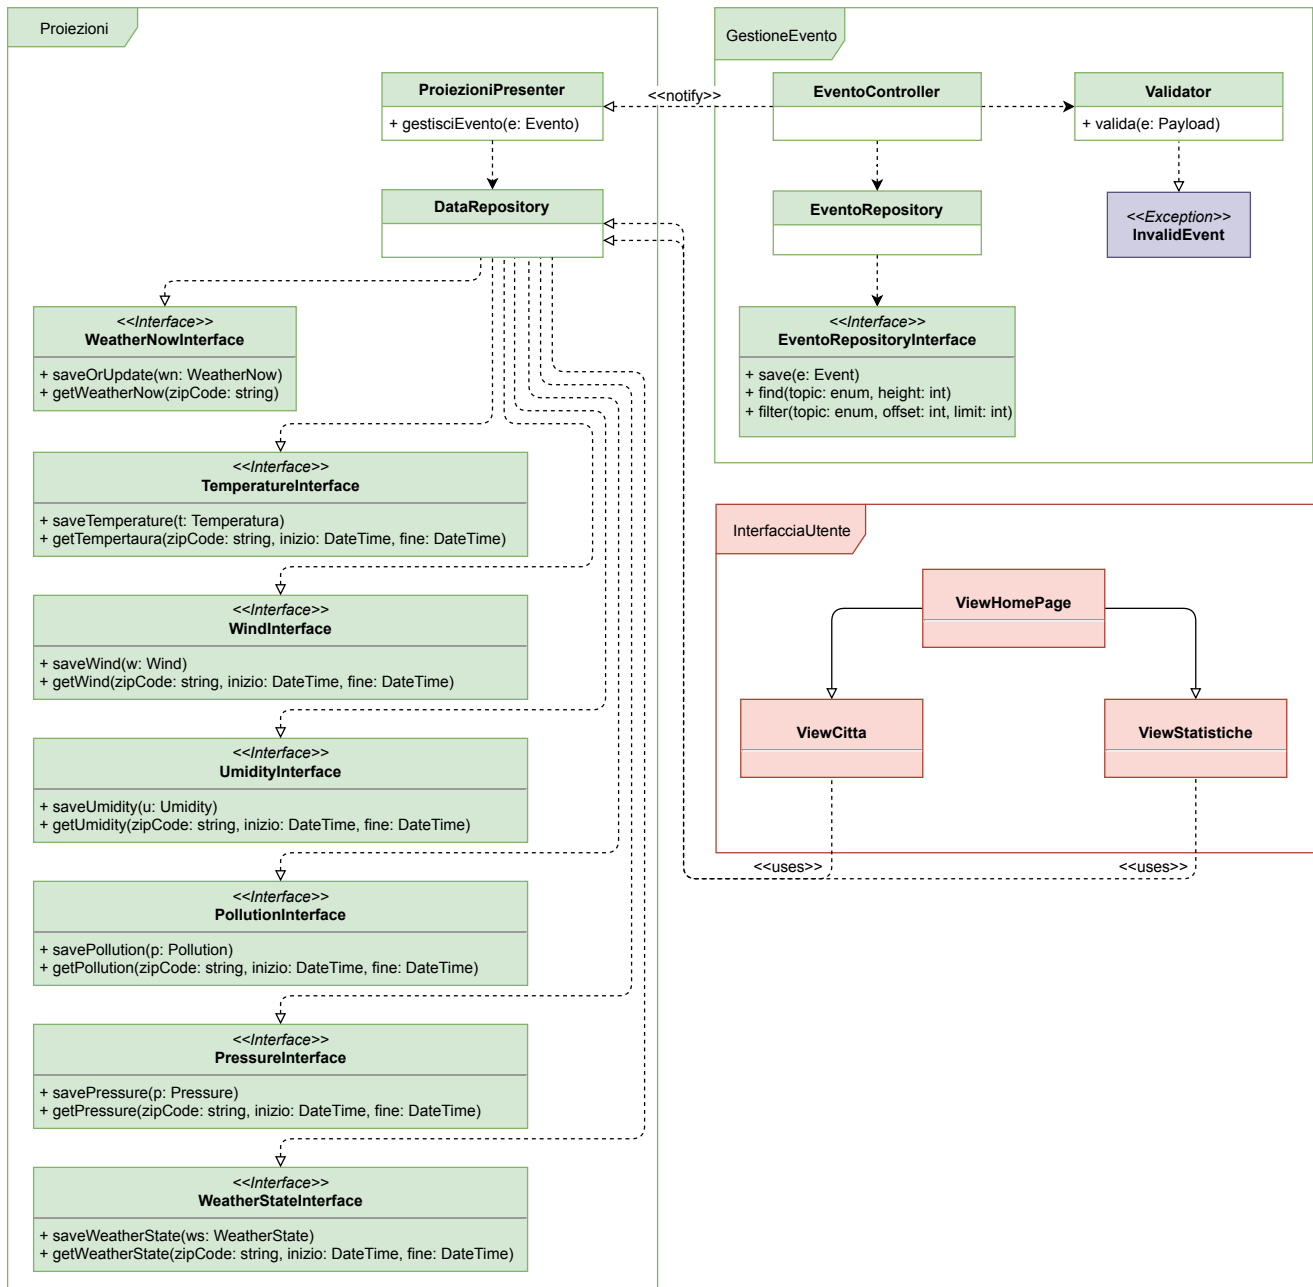 Proiezioni
ProiezioniPresenter
+ gestisciEvento(e: Evento)
DataRepository
<<Interface>>
WeatherNowInterface
+ saveOrUpdate(wn: WeatherNow)
+ getWeatherNow(zipCode: string)
<<Interface>>
TemperatureInterface
+ saveTemperature(t: Temperatura)
+ getTempertaura(zipCode: string, inizio: DateTime, fine: DateTime)
<<Interface>>
WindInterface
+ saveWind(w: Wind)
+ getWind(zipCode: string, inizio: DateTime, fine: DateTime)
<<Interface>>
UmidityInterface
+ saveUmidity(u: Umidity)
+ getUmidity(zipCode: string, inizio: DateTime, fine: DateTime)
<<Interface>>
PollutionInterface
+ savePollution(p: Pollution)
+ getPollution(zipCode: string, inizio: DateTime, fine: DateTime)
<<Interface>>
PressureInterface
+ savePressure(p: Pressure)
+ getPressure(zipCode: string, inizio: DateTime, fine: DateTime)
<<Interface>>
WeatherStateInterface
+ saveWeatherState(ws: WeatherState)
+ getWeatherState(zipCode: string, inizio: DateTime, fine: DateTime)
<<notify>>
GestioneEvento
EventoController
Validator
+ valida(e: Payload)
EventoRepository
<<Exception>>
InvalidEvent
<<Interface>>
EventoRepositoryInterface
+ save(e: Event)
+ find(topic: enum, height: int)
+ filter(topic: enum, offset: int, limit: int)
InterfacciaUtente
ViewHomePage
ViewCitta
ViewStatistiche
<<uses>>
<<uses>>